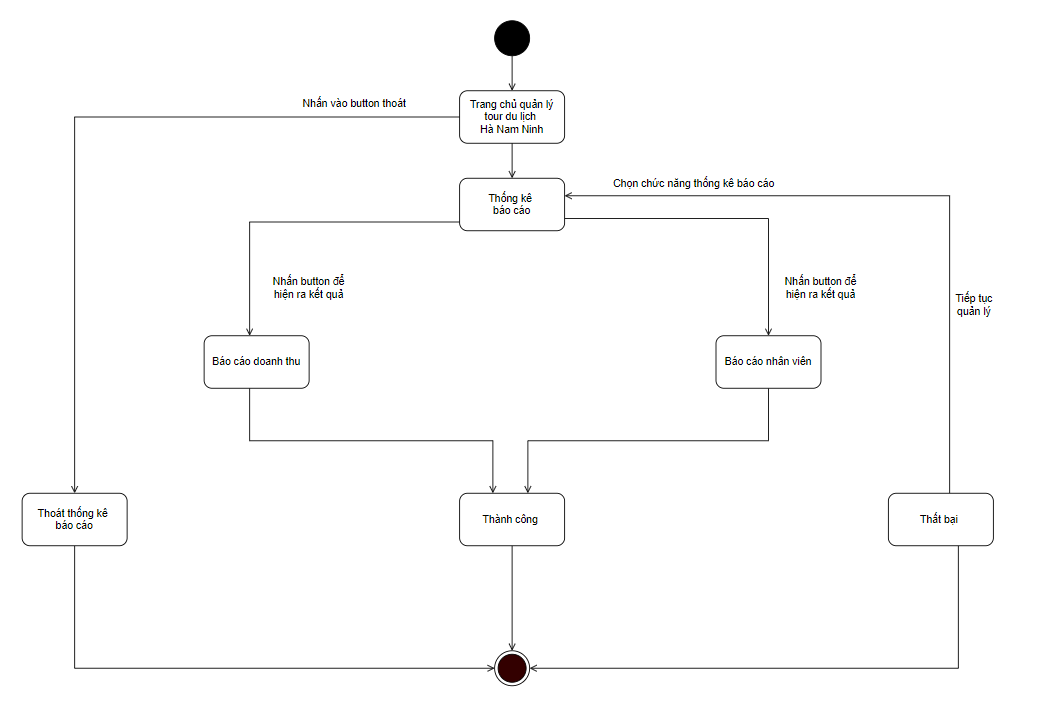 Nhấn vào button thoát
Trang chủ quản lý
tour du lịch
Hà Nam Ninh
Chọn chức năng thống kê báo cáo
Thống kê
báo cáo
Nhấn button để
hiện ra kết quả
Nhấn button để
hiện ra kết quả
Tiếp tục
quản lý
Báo cáo doanh thu
Báo cáo nhân viên
Thoát thống kê
báo cáo
Thành công
Thất bại